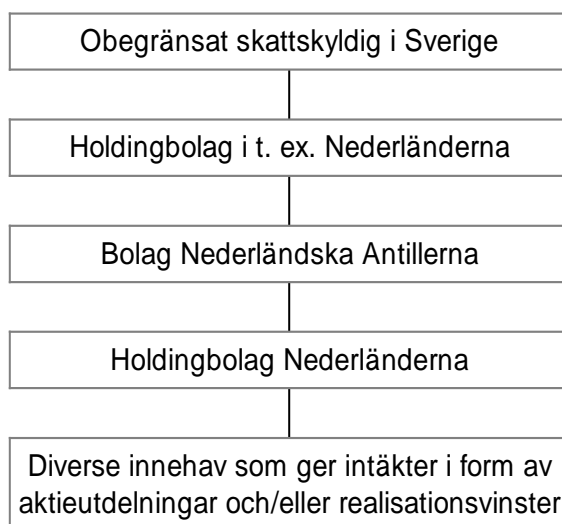 Obegränsat skattskyldig i Sverige
Holdingbolag i t. ex. Nederländerna
Bolag Nederländska Antillerna
Holdingbolag Nederländerna
Diverse innehav som ger intäkter i form av
aktieutdelningar och/eller realisationsvinster